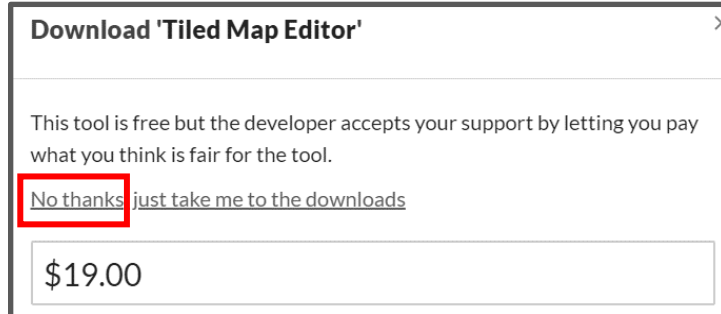 Download 'Tiled Map Editor'
This tool is free but the developer accepts your support by letting you pay
what you think is fair for the tool.
No thanks, just take me to the downloads
$19.00